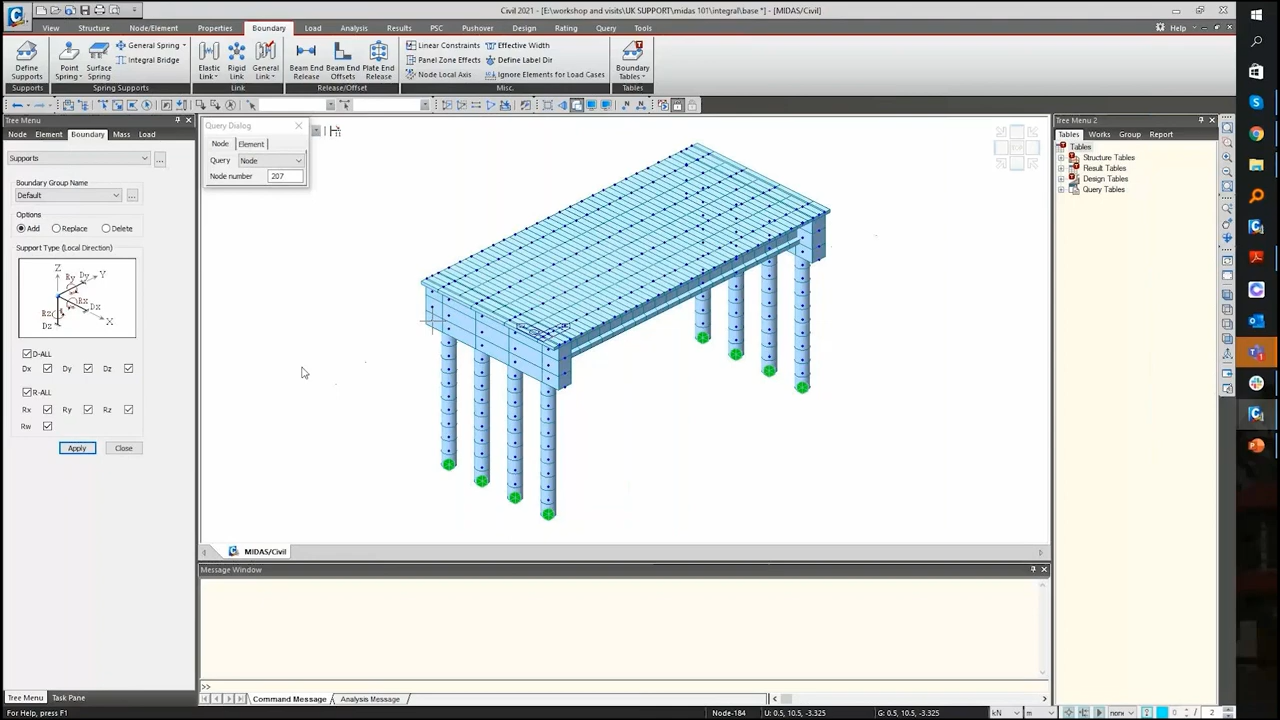 Civil 2021 - [E:\workshop and visits\UK SUPPORT\midas 101\integral\base *] - [MIDAS/Civil]
View Structure Node/Element Properties Boundary Load Analysis Results PSC Pushover Design Rating Query Tools Help
Define Supports
Point Spring
Surface Spring
General Spring
Integral Bridge
Elastic Link
Rigid Link
General Link
Beam End Release
Beam End Offsets
Plate End Release
Linear Constraints
Effective Width
Panel Zone Effects
Define Label Dir
Node Local Axis
Ignore Elements for Load Cases
Boundary Tables
Supports Spring Supports Link Release/Offset Misc. Tables
Tree Menu
Node Element Boundary Mass Load
Supports
Boundary Group Name
Default
Options
Add Replace Delete
Support Type (Local Direction)
Z
Rz Dy Y
Rx Dx
Rz
Dz X
D-ALL
Dx Dy Dz
R-ALL
Rx Ry Rz
Rw
Apply Close
Tree Menu Task Pane
For Help, press F1
Query Dialog
Node Element
Query Node
Node number 207
MIDAS/Civil
Message Window
>>
Command Message Analysis Message
Tree Menu 2
Tables Works Group Report
Tables
Structure Tables
Result Tables
Design Tables
Query Tables
Node-184 U: 0.5, 10.5, -3.325 G: 0.5, 10.5, -3.325 kN m none ? / 2